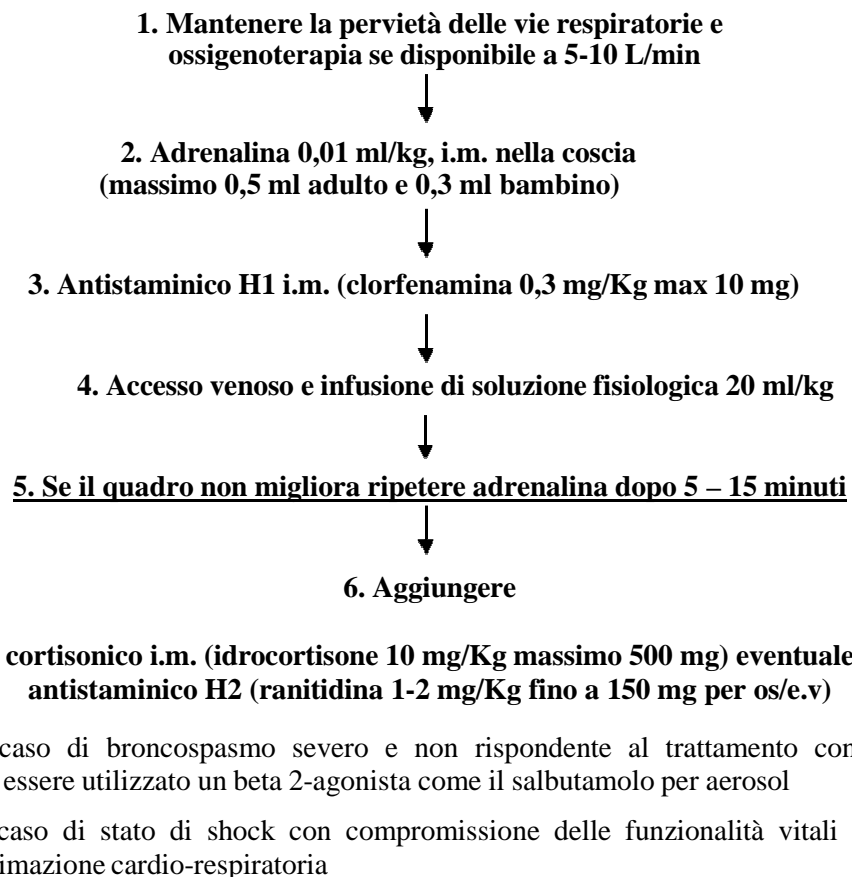 1. Mantenere la pervietà delle vie respiratorie e
ossigenoterapia se disponibile a 5-10 L/min
2. Adrenalina 0,01 ml/kg, i.m. nella coscia
(massimo 0,5 ml adulto e 0,3 ml bambino)
3. Antistaminico H1 i.m. (clorfenamina 0,3 mg/Kg max 10 mg)
4. Accesso venoso e infusione di soluzione fisiologica 20 ml/kg
5. Se il quadro non migliora ripetere adrenalina dopo 5 – 15 minuti
6. Aggiungere
cortisonico i.m. (idrocortisone 10 mg/Kg massimo 500 mg) eventuale
antistaminico H2 (ranitidina 1-2 mg/Kg fino a 150 mg per os/e.v)
caso di broncospasmo severo e non rispondente al trattamento con
essere utilizzato un beta 2-agonista come il salbutamolo per aerosol
caso di stato di shock con compromissione delle funzionalità vitali
imazione cardio-respiratoria